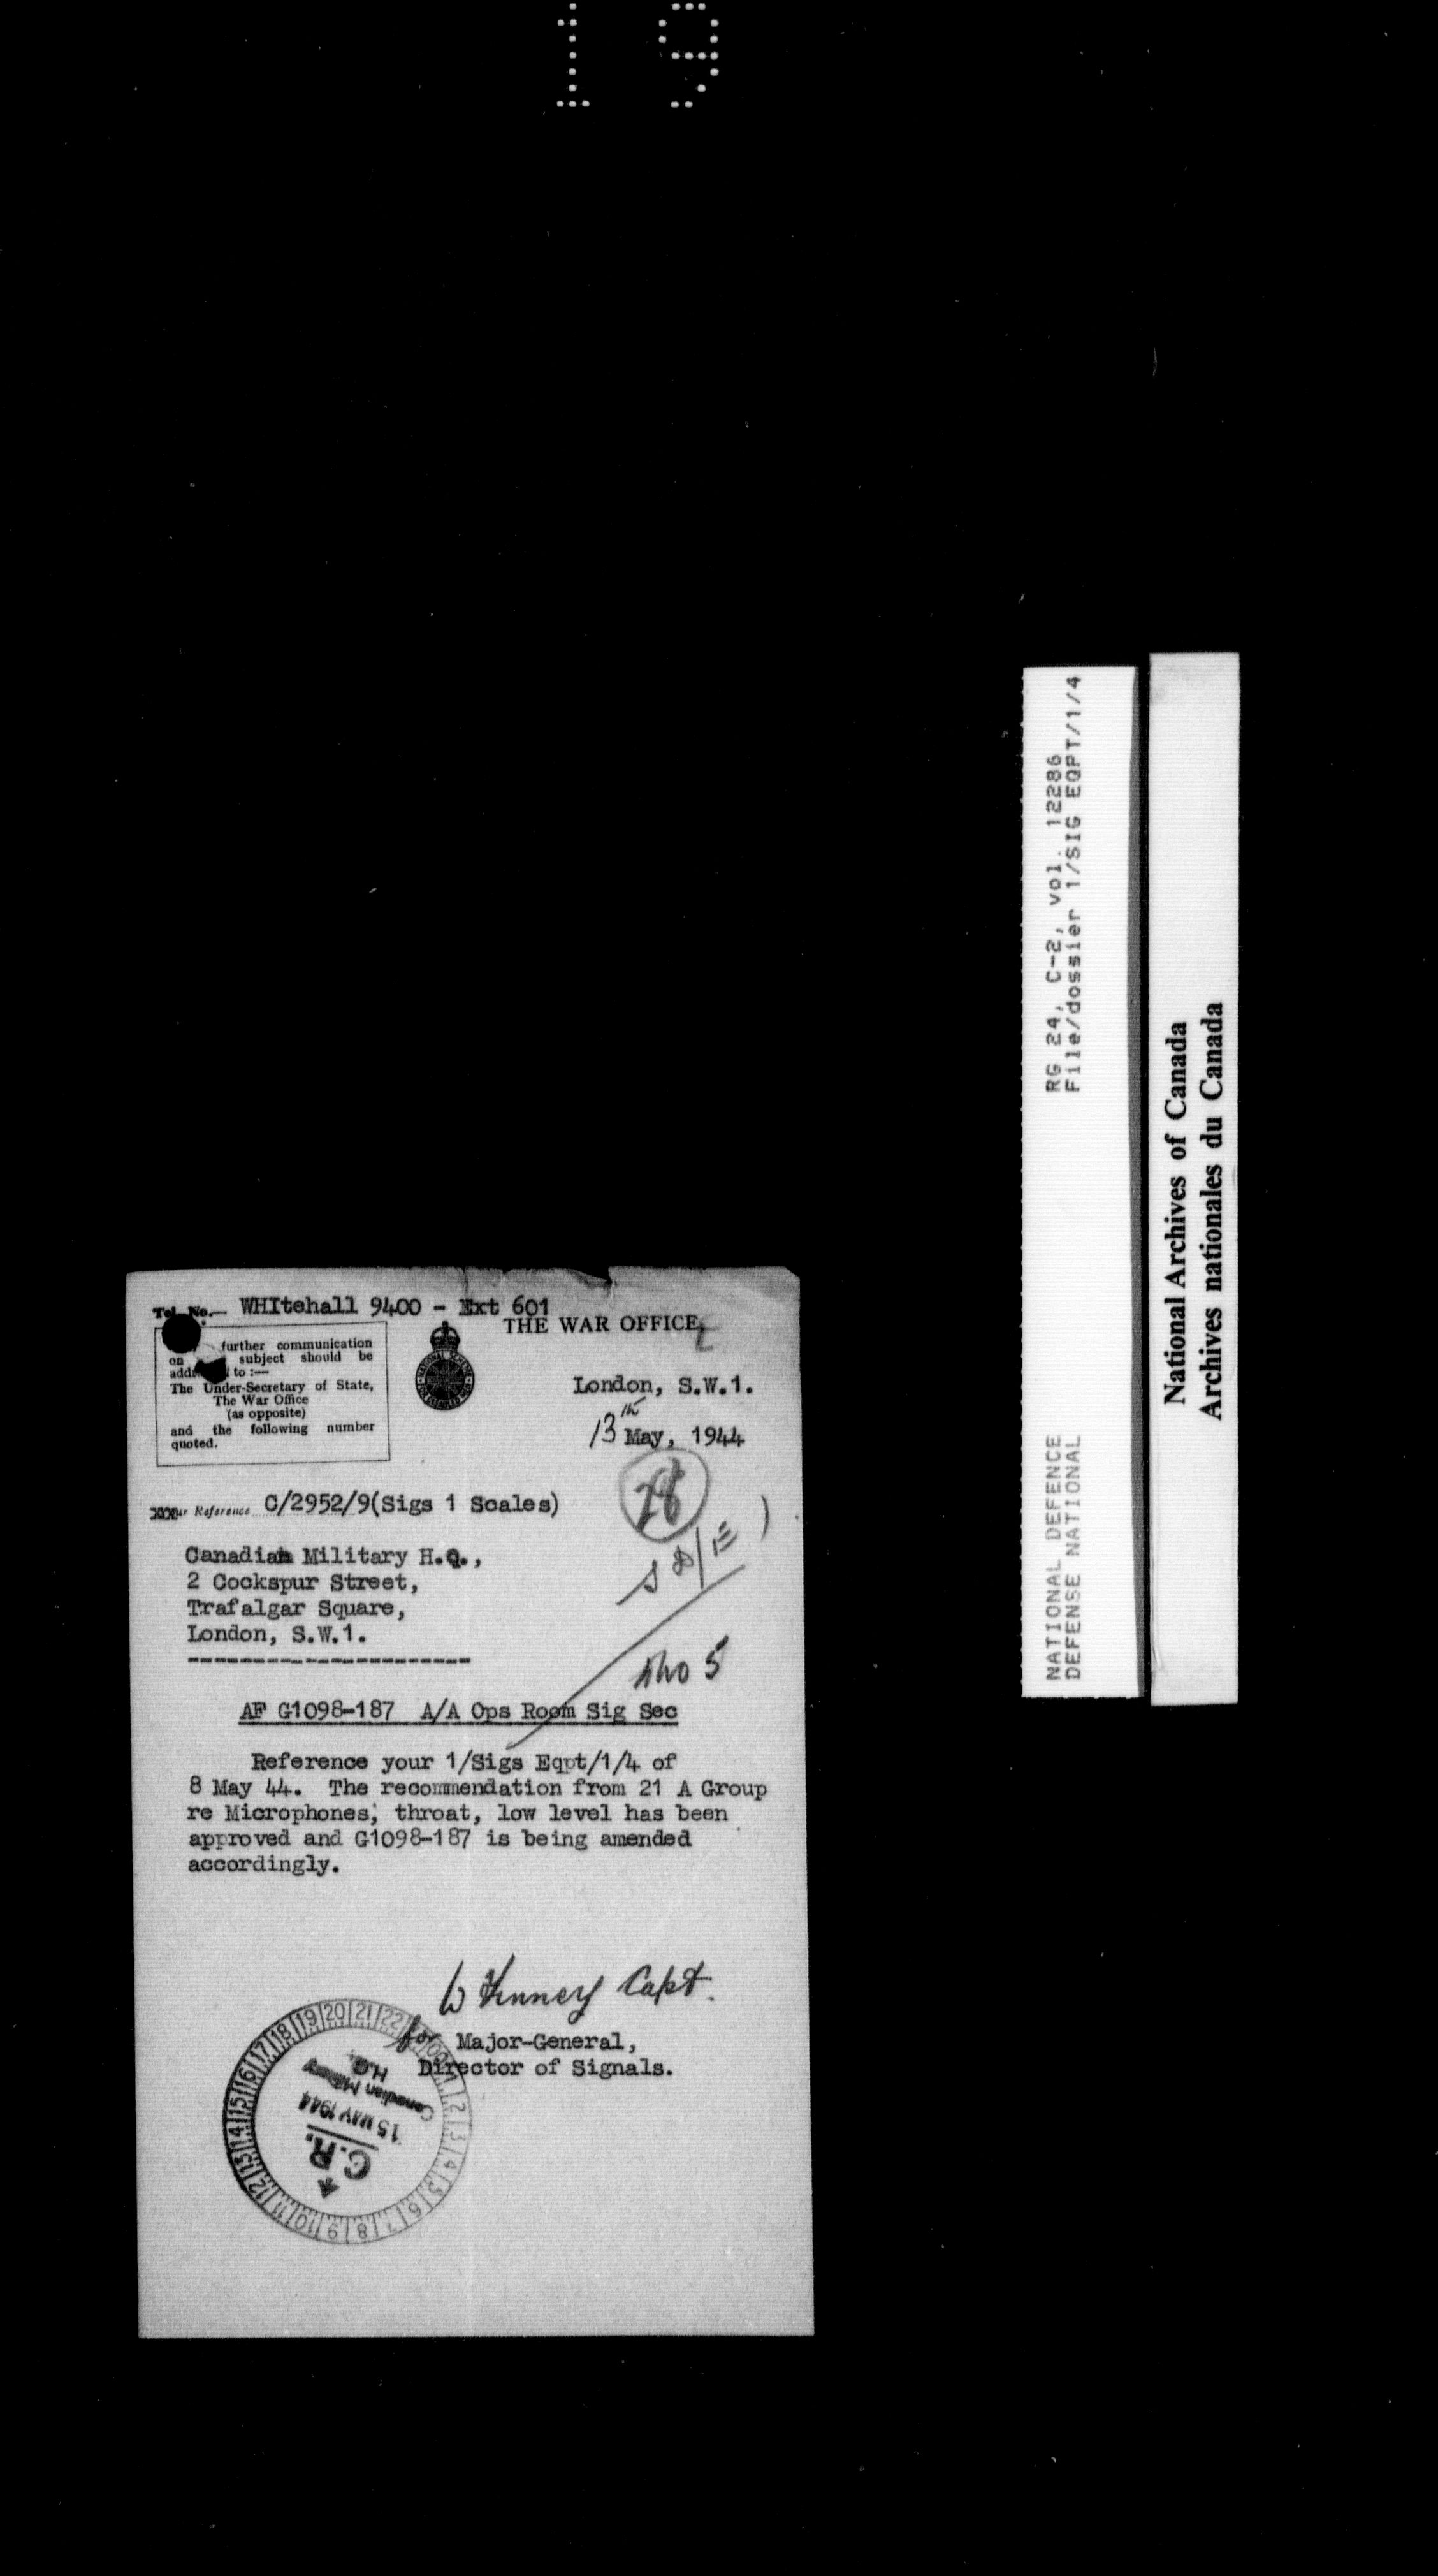 19
Tel. No.— WHItehall 9400 - Ext 601
THE WAR OFFICE,
further communication
on subject should be
to :—
The Under-Secretary of State,
The War Office
(as opposite)
and the following number
quoted.
London, S.W.1.
13th May, 1944
28
Reference C/2952/9(Sigs 1 Scales)
Canadian Military H.Q.,
2 Cockspur Street,
Trafalgar Square,
London, S.W.1.
AF G1098-187 A/A Ops Room Sig Sec
Reference your 1/Sigs Eqpt/1/4 of
8 May 44. The recommendation from 21 A Group
re Microphones, throat, low level has been
approved and G1098-187 is being amended
accordingly.
Capt.
for Major-General,
Director of Signals.
C.R.
15 MAY 1944
Canadian Military
H.Q.
NATIONAL DEFENCE RG 24, C-2, vol. 12286
DEFENSE NATIONAL File/dossier 1/SIG EQPT/1/4
National Archives of Canada
Archives nationales du Canada